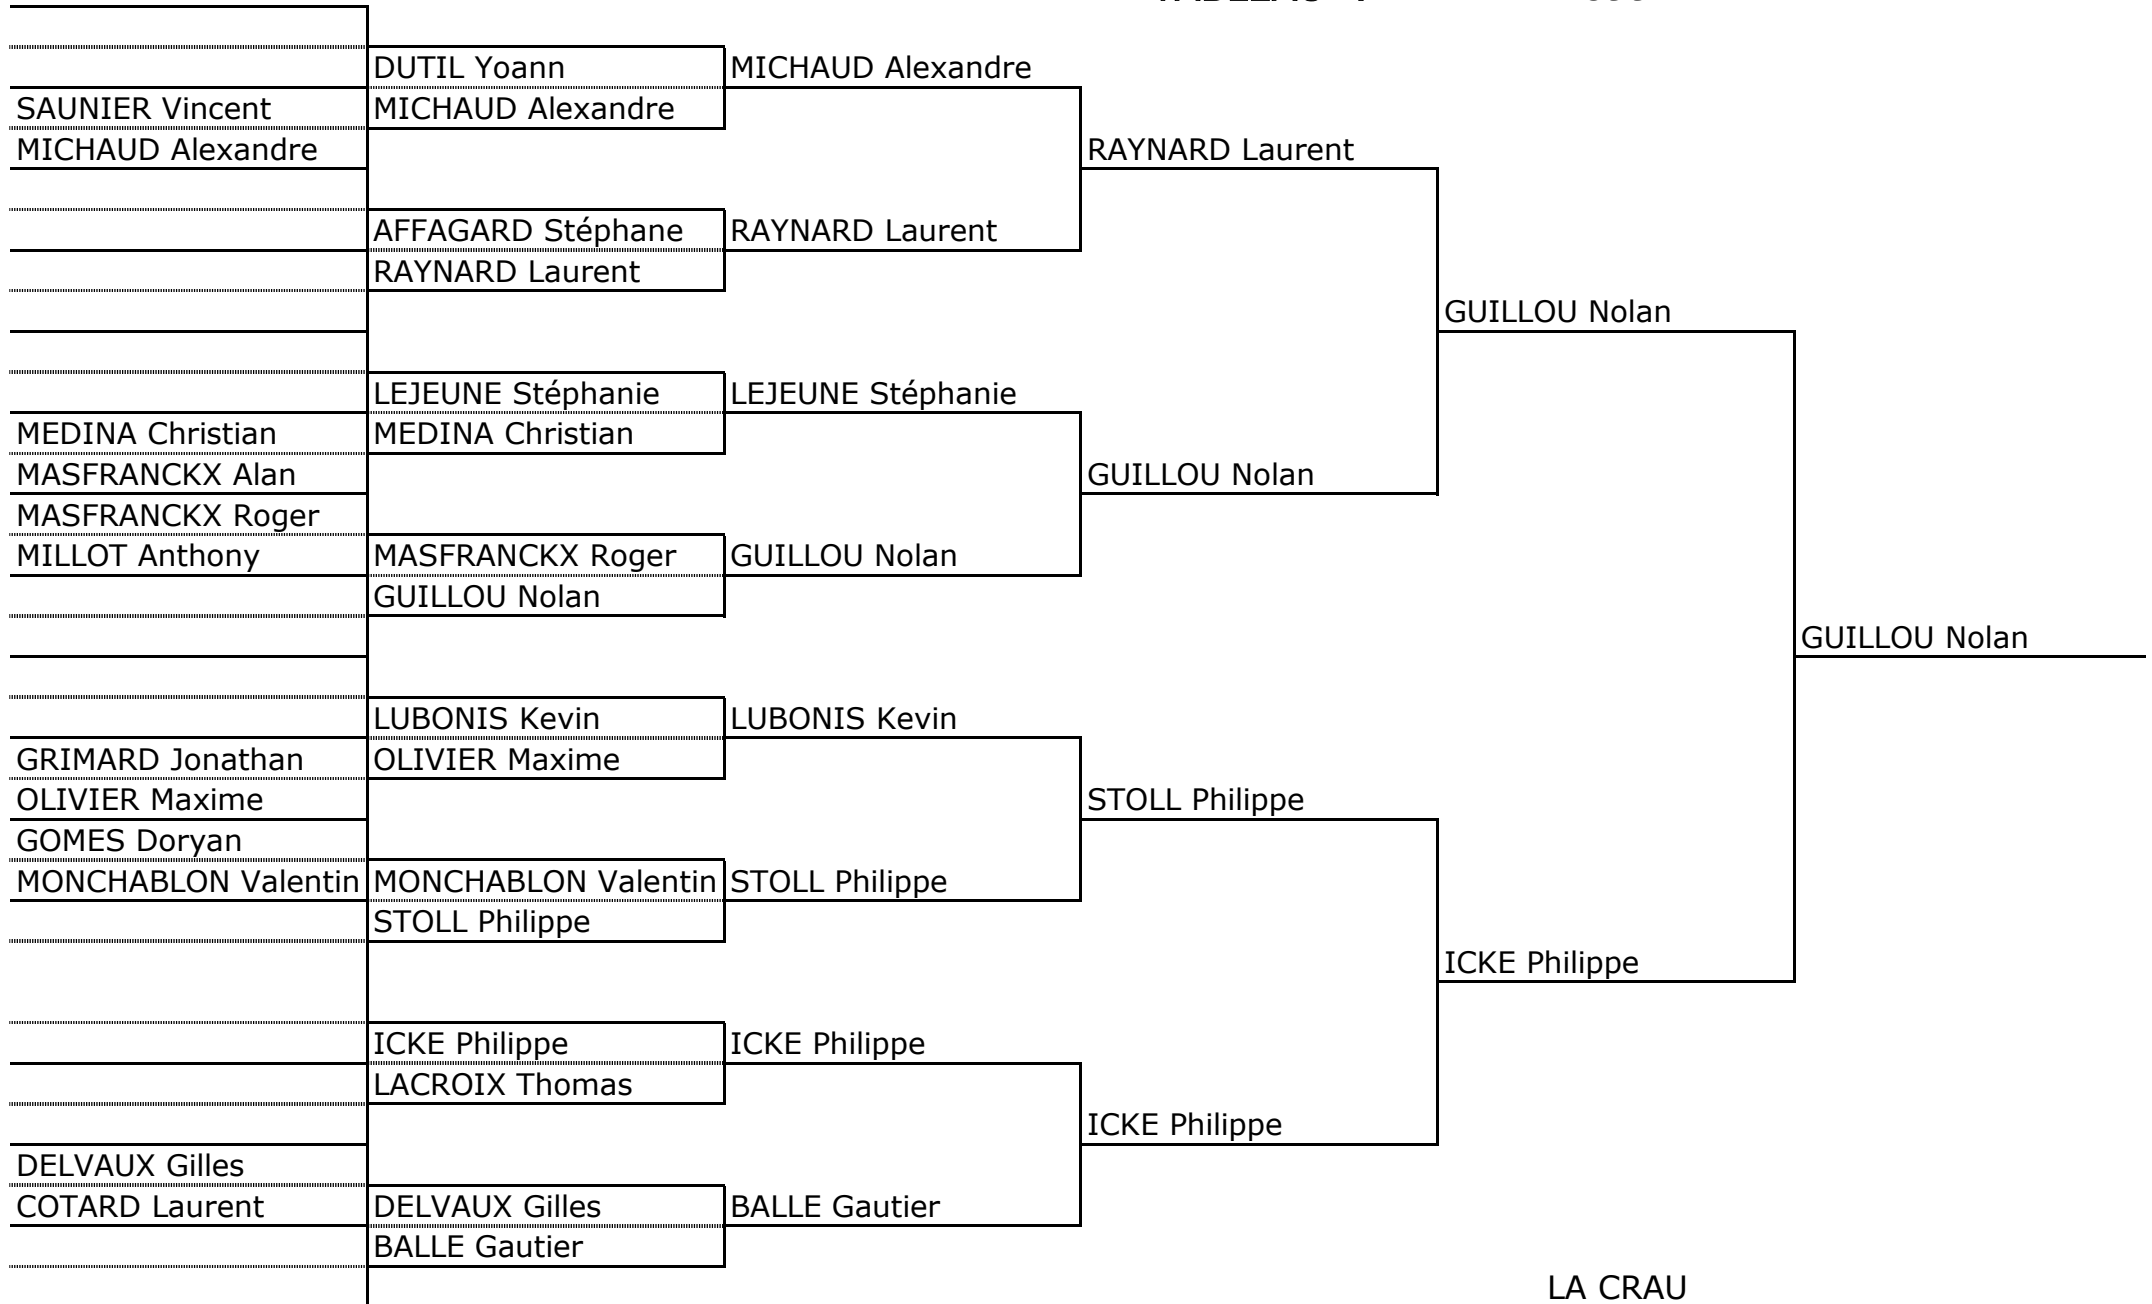 DUTIL Yoann
MICHAUD Alexandre
SAUNIER Vincent
MICHAUD Alexandre
MICHAUD Alexandre
RAYNARD Laurent
AFFAGARD Stéphane
RAYNARD Laurent
RAYNARD Laurent
GUILLOU Nolan
LEJEUNE Stéphanie
LEJEUNE Stéphanie
MEDINA Christian
MEDINA Christian
MASFRANCKX Alan
GUILLOU Nolan
MASFRANCKX Roger
MILLOT Anthony
MASFRANCKX Roger
GUILLOU Nolan
GUILLOU Nolan
GUILLOU Nolan
LUBONIS Kevin
LUBONIS Kevin
GRIMARD Jonathan
OLIVIER Maxime
OLIVIER Maxime
STOLL Philippe
GOMES Doryan
MONCHABLON Valentin
MONCHABLON Valentin
STOLL Philippe
STOLL Philippe
ICKE Philippe
ICKE Philippe
ICKE Philippe
LACROIX Thomas
ICKE Philippe
DELVAUX Gilles
COTARD Laurent
DELVAUX Gilles
BALLE Gautier
BALLE Gautier
LA CRAU